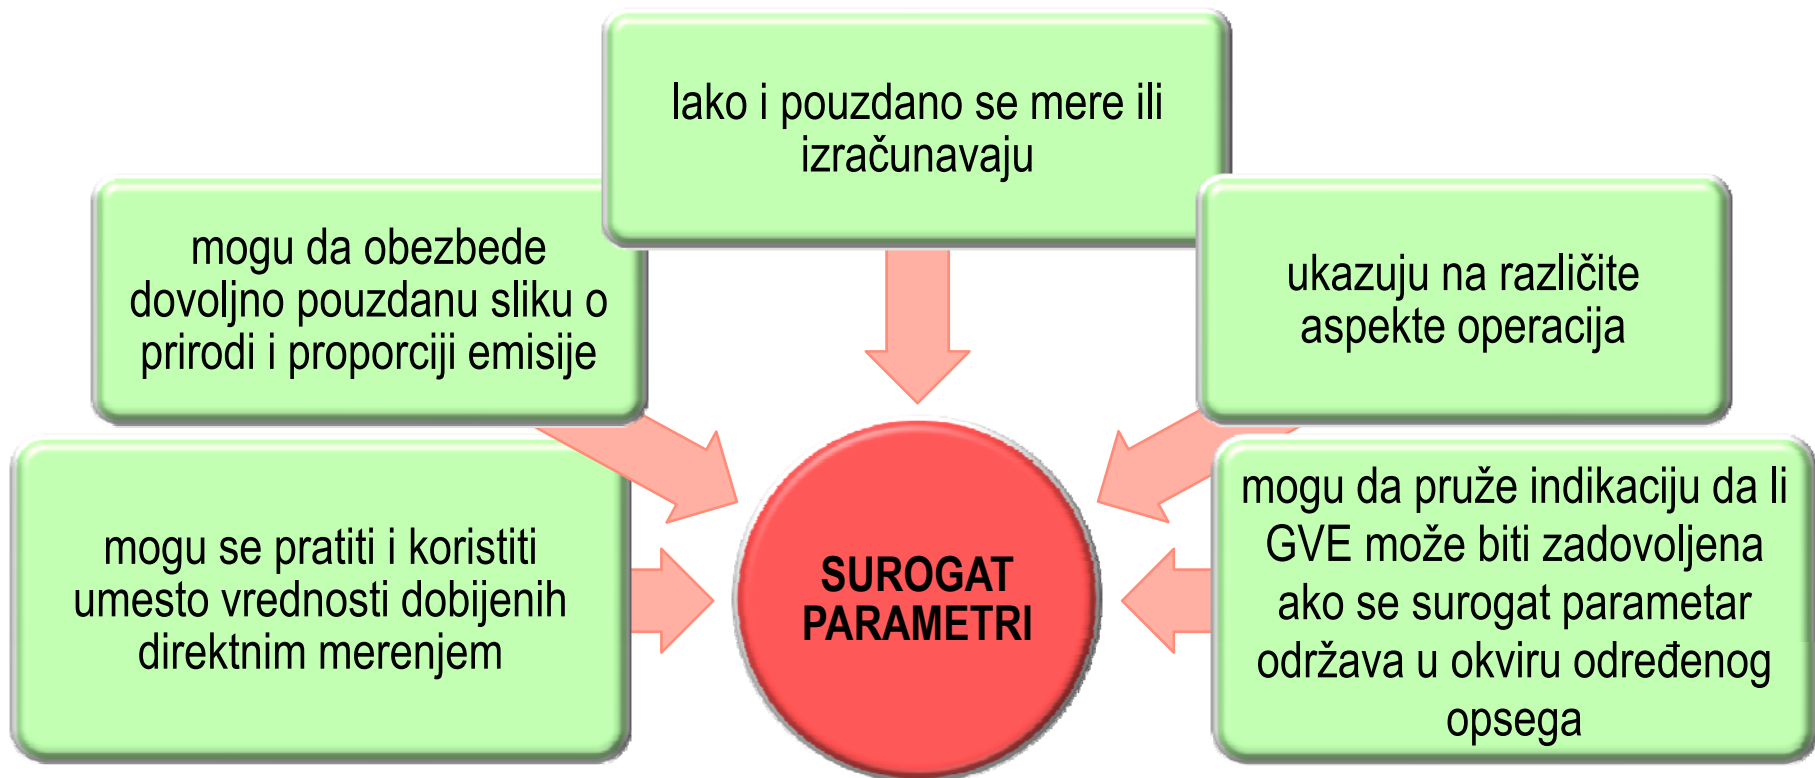 lako i pouzdano se mere ili
izračunavaju
mogu da obezbede
dovoljno pouzdanu sliku o
prirodi i proporciji emisije
ukazuju na različite
aspekte operacija
mogu se pratiti i koristiti
umesto vrednosti dobijenih
direktnim merenjem
SUROGAT
PARAMETRI
mogu da pruže indikaciju da li
GVE može biti zadovoljena
ako se surogat parametar
održava u okviru određenog
opsega